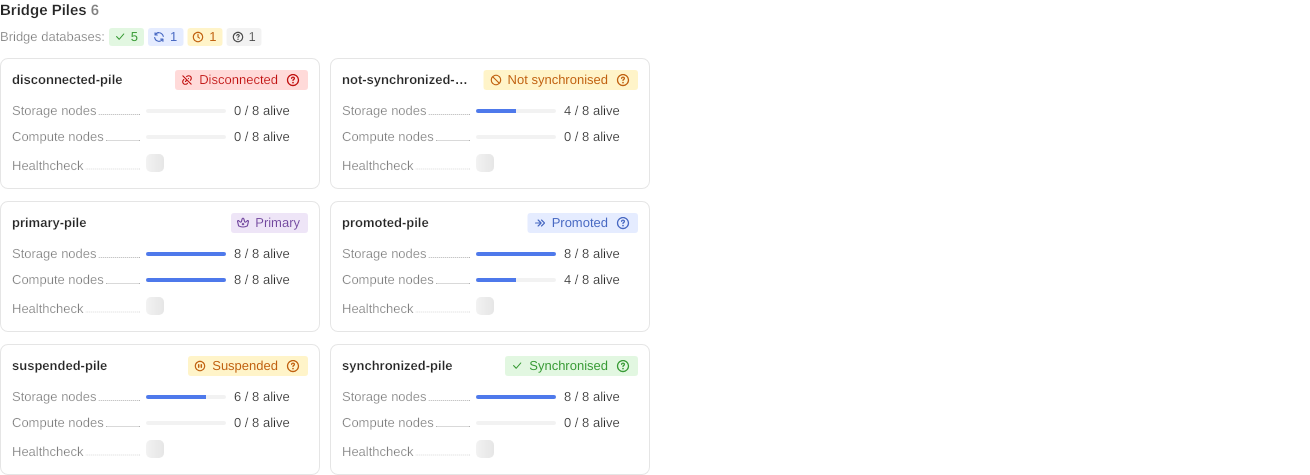 Bridge Piles 6
Bridge databases: 5 1 1 1
disconnected-pile Disconnected
Storage nodes 0 / 8 alive
Compute nodes 0 / 8 alive
Healthcheck
not-synchronized-... Not synchronised
Storage nodes 4 / 8 alive
Compute nodes 0 / 8 alive
Healthcheck
primary-pile Primary
Storage nodes 8 / 8 alive
Compute nodes 8 / 8 alive
Healthcheck
promoted-pile Promoted
Storage nodes 8 / 8 alive
Compute nodes 4 / 8 alive
Healthcheck
suspended-pile Suspended
Storage nodes 6 / 8 alive
Compute nodes 0 / 8 alive
Healthcheck
synchronized-pile Synchronised
Storage nodes 8 / 8 alive
Compute nodes 0 / 8 alive
Healthcheck